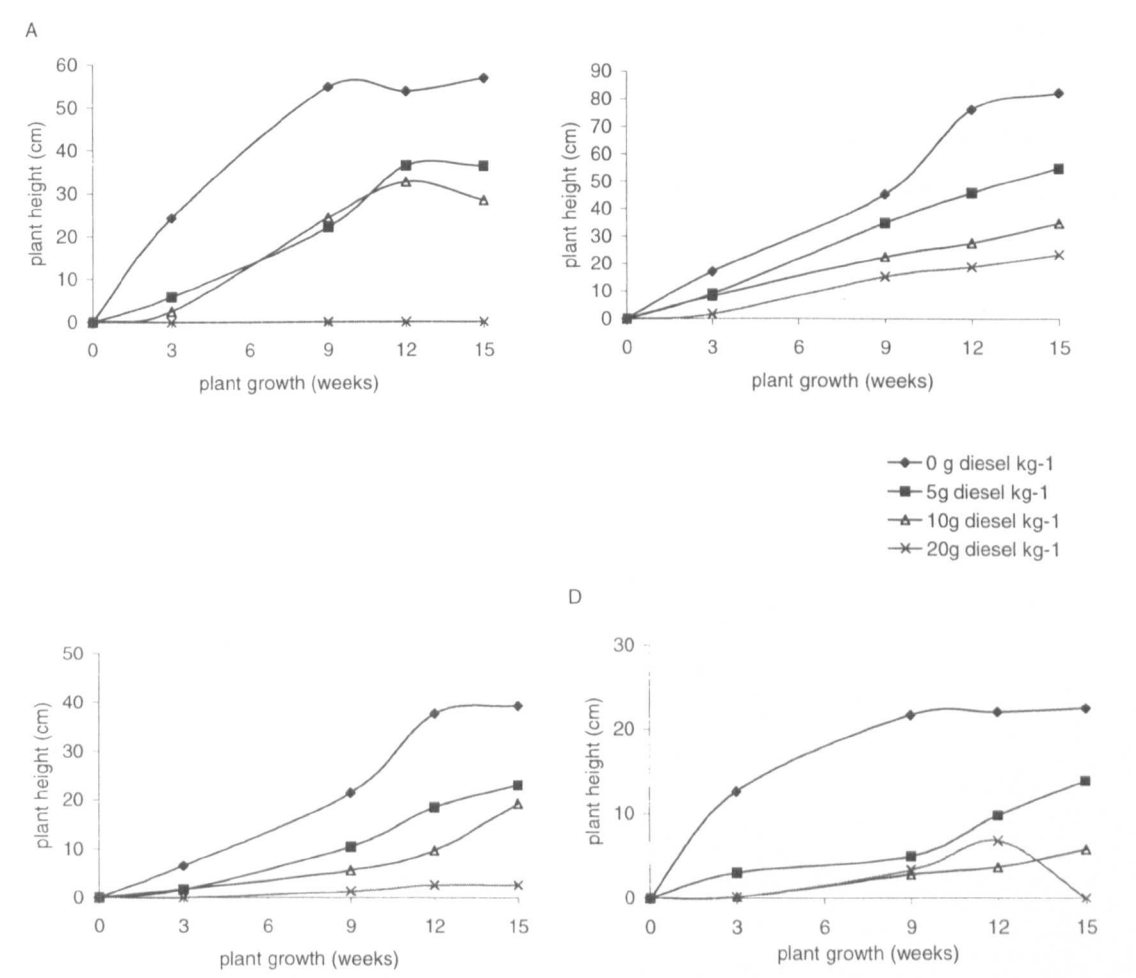 A
60
50
40
30
20
10
0
plant height (cm)
0 3 6 9 12 15
plant growth (weeks)
90
80
70
60
50
40
30
20
10
0
plant height (cm)
0 3 6 9 12 15
plant growth (weeks)
0 g diesel kg-1
5g diesel kg-1
10g diesel kg-1
20g diesel kg-1
50
40
30
20
10
0
plant height (cm)
0 3 6 9 12 15
plant growth (weeks)
D
30
20
10
0
plant height (cm)
0 3 6 9 12 15
plant growth (weeks)